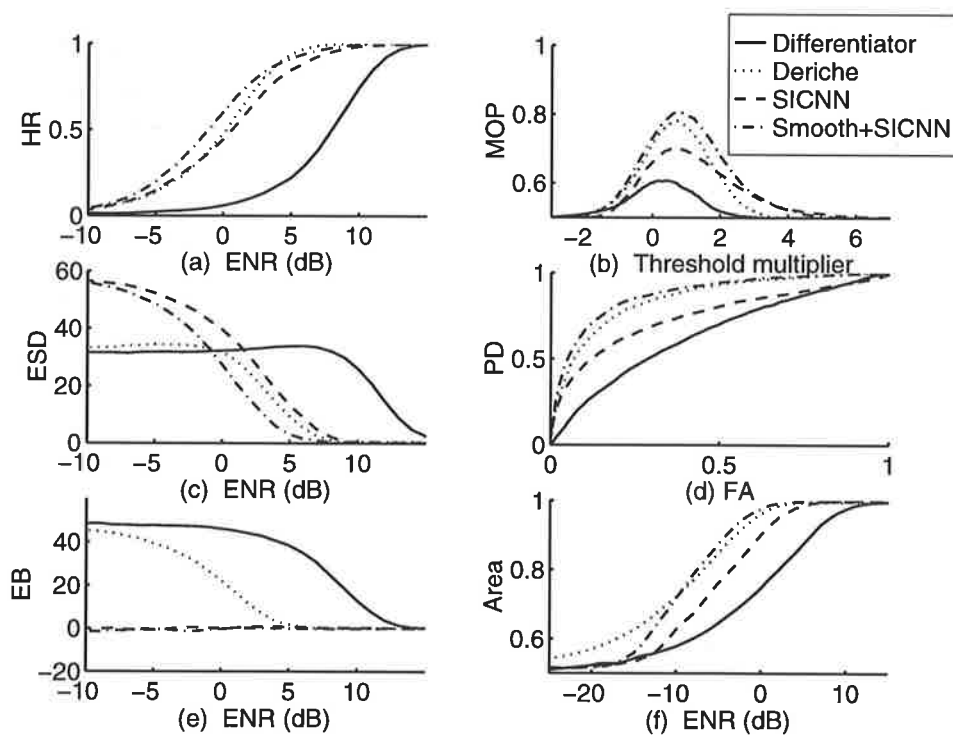 1
0.5
0
HR
−10
−5
0
5
10
(a) ENR (dB)
1
0.8
0.6
MOP
−2
0
2
4
6
(b) Threshold multiplier
Differentiator
Deriche
SICNN
Smooth+SICNN
60
40
20
0
ESD
−10
−5
0
5
10
(c) ENR (dB)
1
0.5
0
PD
0
0.5
1
(d) FA
40
20
0
−20
EB
−10
−5
0
5
10
(e) ENR (dB)
1
0.8
0.6
Area
−20
−10
0
10
(f) ENR (dB)